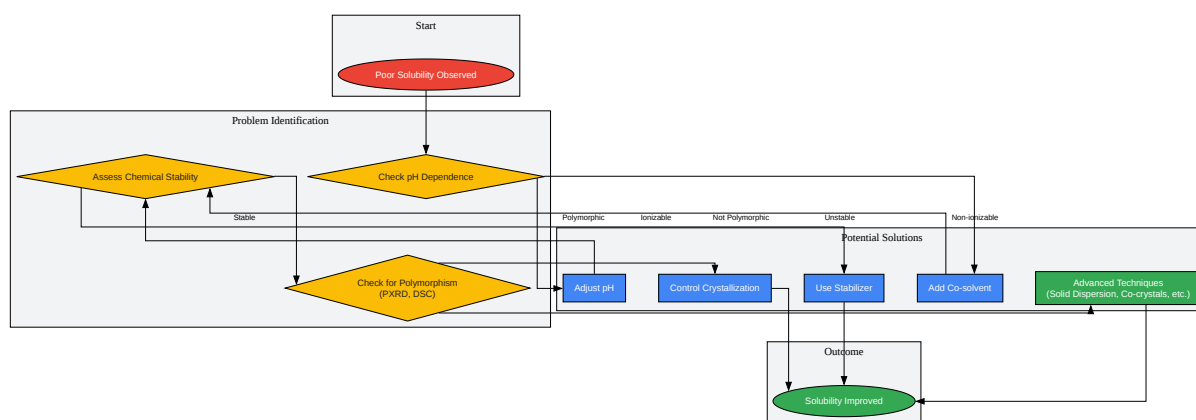 Start
Poor Solubility Observed
Problem Identification
Assess Chemical Stability
Check pH Dependence
Stable
Polymorphic
Ionizable
Not Polymorphic
Unstable
Non-ionizable
Potential Solutions
Check for Polymorphism
(PXRD, DSC)
Adjust pH
Control Crystallization
Use Stabilizer
Add Co-solvent
Advanced Techniques
(Solid Dispersion, Co-crystals, etc.)
Outcome
Solubility Improved